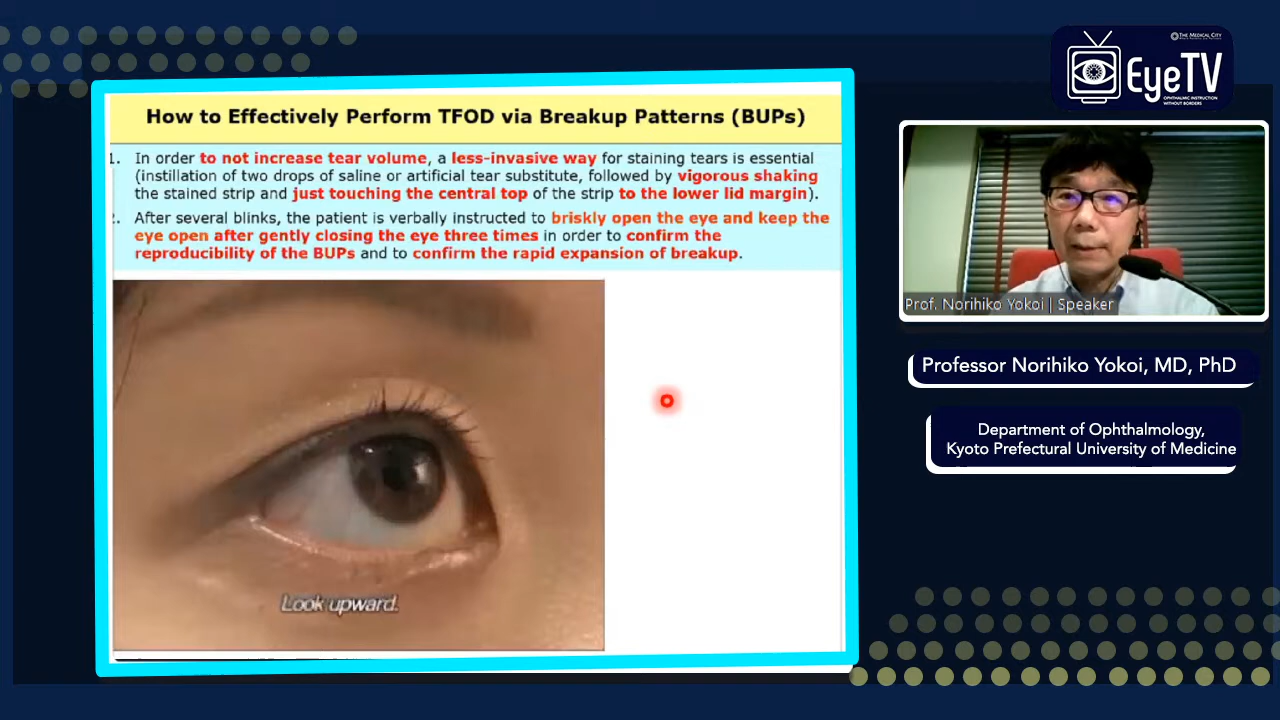 How to Effectively Perform TFOD via Breakup Patterns (BUPs)
1. In order to not increase tear volume, a less-invasive way for staining tears is essential
(instillation of two drops of saline or artificial tear substitute, followed by vigorous shaking
the stained strip and just touching the central top of the strip to the lower lid margin).
2. After several blinks, the patient is verbally instructed to briskly open the eye and keep the
eye open after gently closing the eye three times in order to confirm the
reproducibility of the BUPs and to confirm the rapid expansion of breakup.
Look upward.
THE MEDICAL CITY
EyeTV
OPHTHALMIC INSTRUCTION
WITHOUT BORDERS
Prof. Norihiko Yokoi | Speaker
Professor Norihiko Yokoi, MD, PhD
Department of Ophthalmology,
Kyoto Prefectural University of Medicine